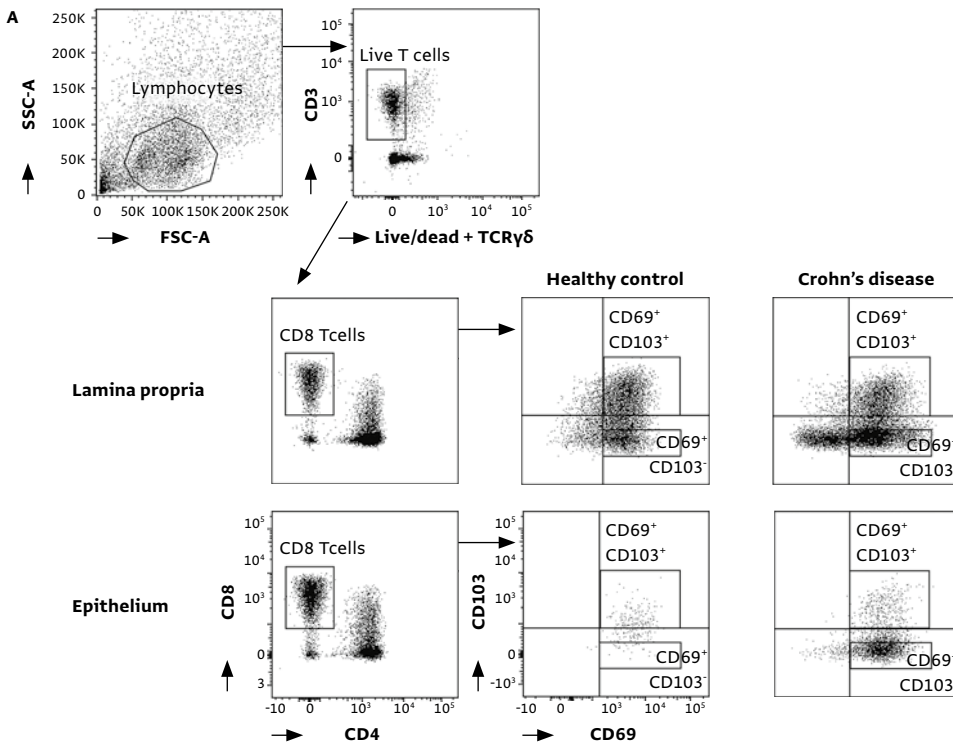 A
250K
200K
150K
100K
50K
0
SSC-A
Lymphocytes
0 50K 100K 150K 200K 250K
FSC-A
10⁵
10⁴
10³
0
CD3
Live T cells
0 10³ 10⁴ 10⁵
Live/dead + TCRγδ
Healthy control
Crohn's disease
Lamina propria
CD8 Tcells
CD69⁺
CD103⁺
CD69⁺
CD103⁻
CD69⁺
CD103⁺
CD69
CD103
Epithelium
10⁵
10⁴
10³
0
3
CD8
CD8 Tcells
-10 0 10³ 10⁴ 10⁵
CD4
10⁵
10⁴
10³
0
-10³
CD103
CD69⁺
CD103⁺
CD69⁺
CD103⁻
-10 0 10³ 10⁴ 10⁵
CD69
CD69⁺
CD103⁺
CD69
CD103